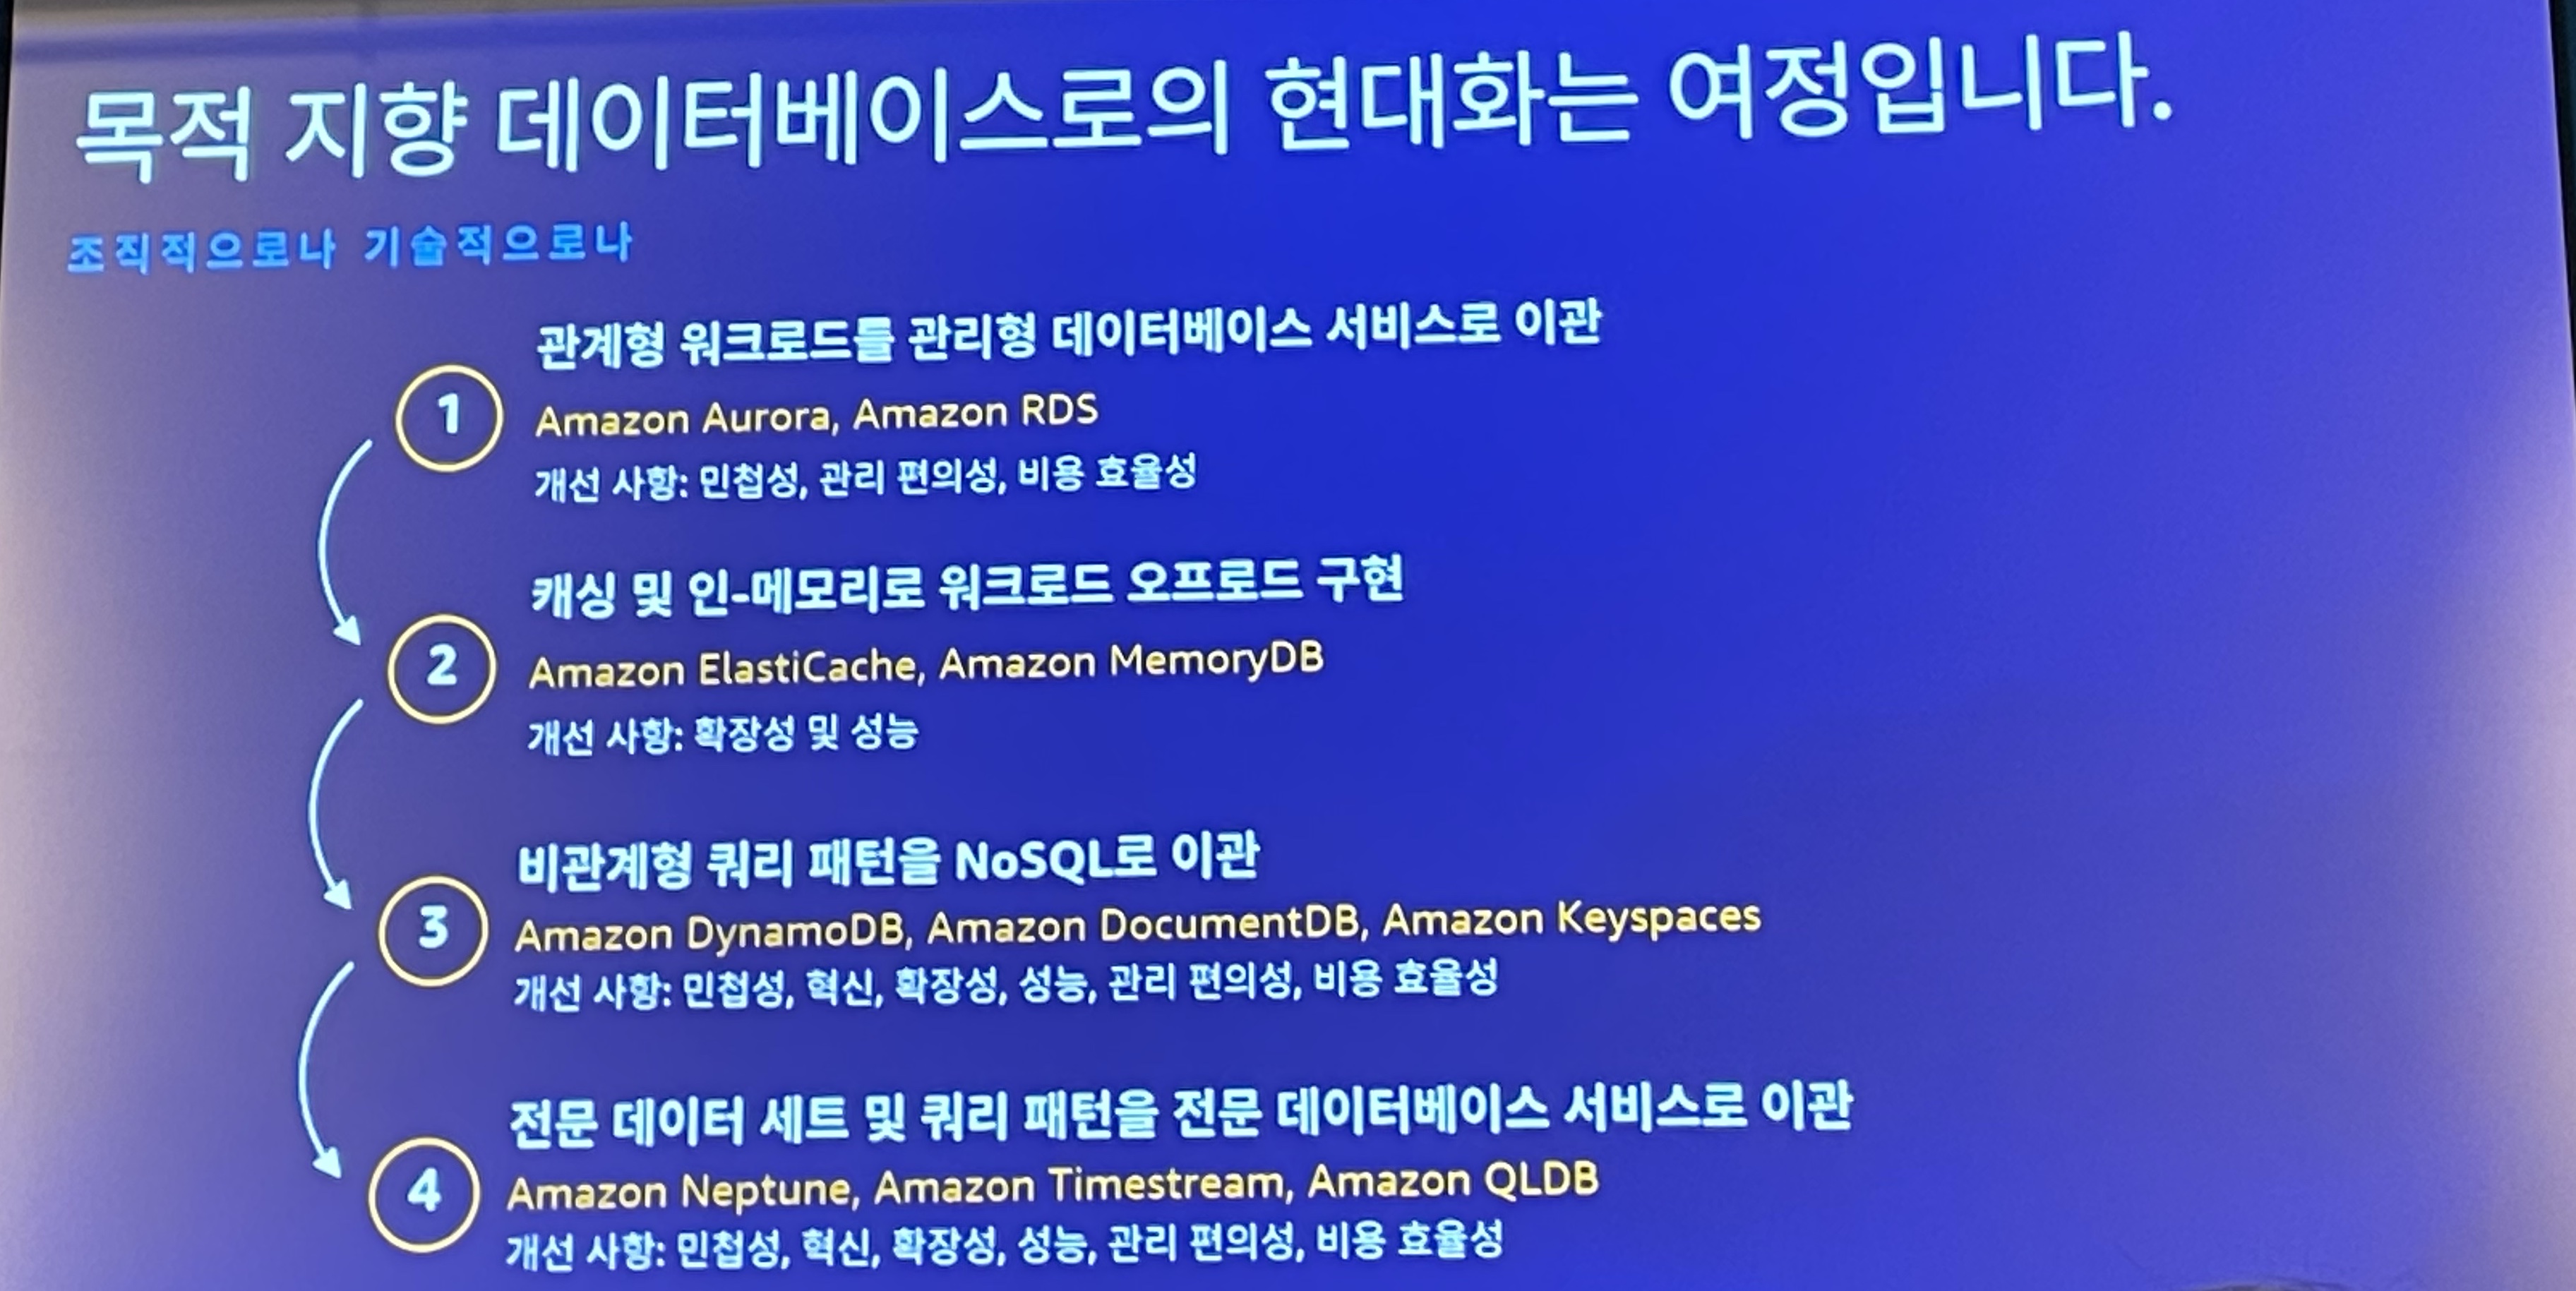 목적 지향 데이터베이스로의 현대화는 여정입니다.
조직적으로나 기술적으로나
관계형 워크로드를 관리형 데이터베이스 서비스로 이관
1
Amazon Aurora, Amazon RDS
개선 사항: 민첩성, 관리 편의성, 비용 효율성
캐싱 및 인-메모리로 워크로드 오프로드 구현
2
Amazon ElastiCache, Amazon MemoryDB
개선 사항: 확장성 및 성능
비관계형 쿼리 패턴을 NoSQL로 이관
3
Amazon DynamoDB, Amazon DocumentDB, Amazon Keyspaces
개선 사항: 민첩성, 혁신, 확장성, 성능, 관리 편의성, 비용 효율성
전문 데이터 세트 및 쿼리 패턴을 전문 데이터베이스 서비스로 이관
4
Amazon Neptune, Amazon Timestream, Amazon QLDB
개선 사항: 민첩성, 혁신, 확장성, 성능, 관리 편의성, 비용 효율성